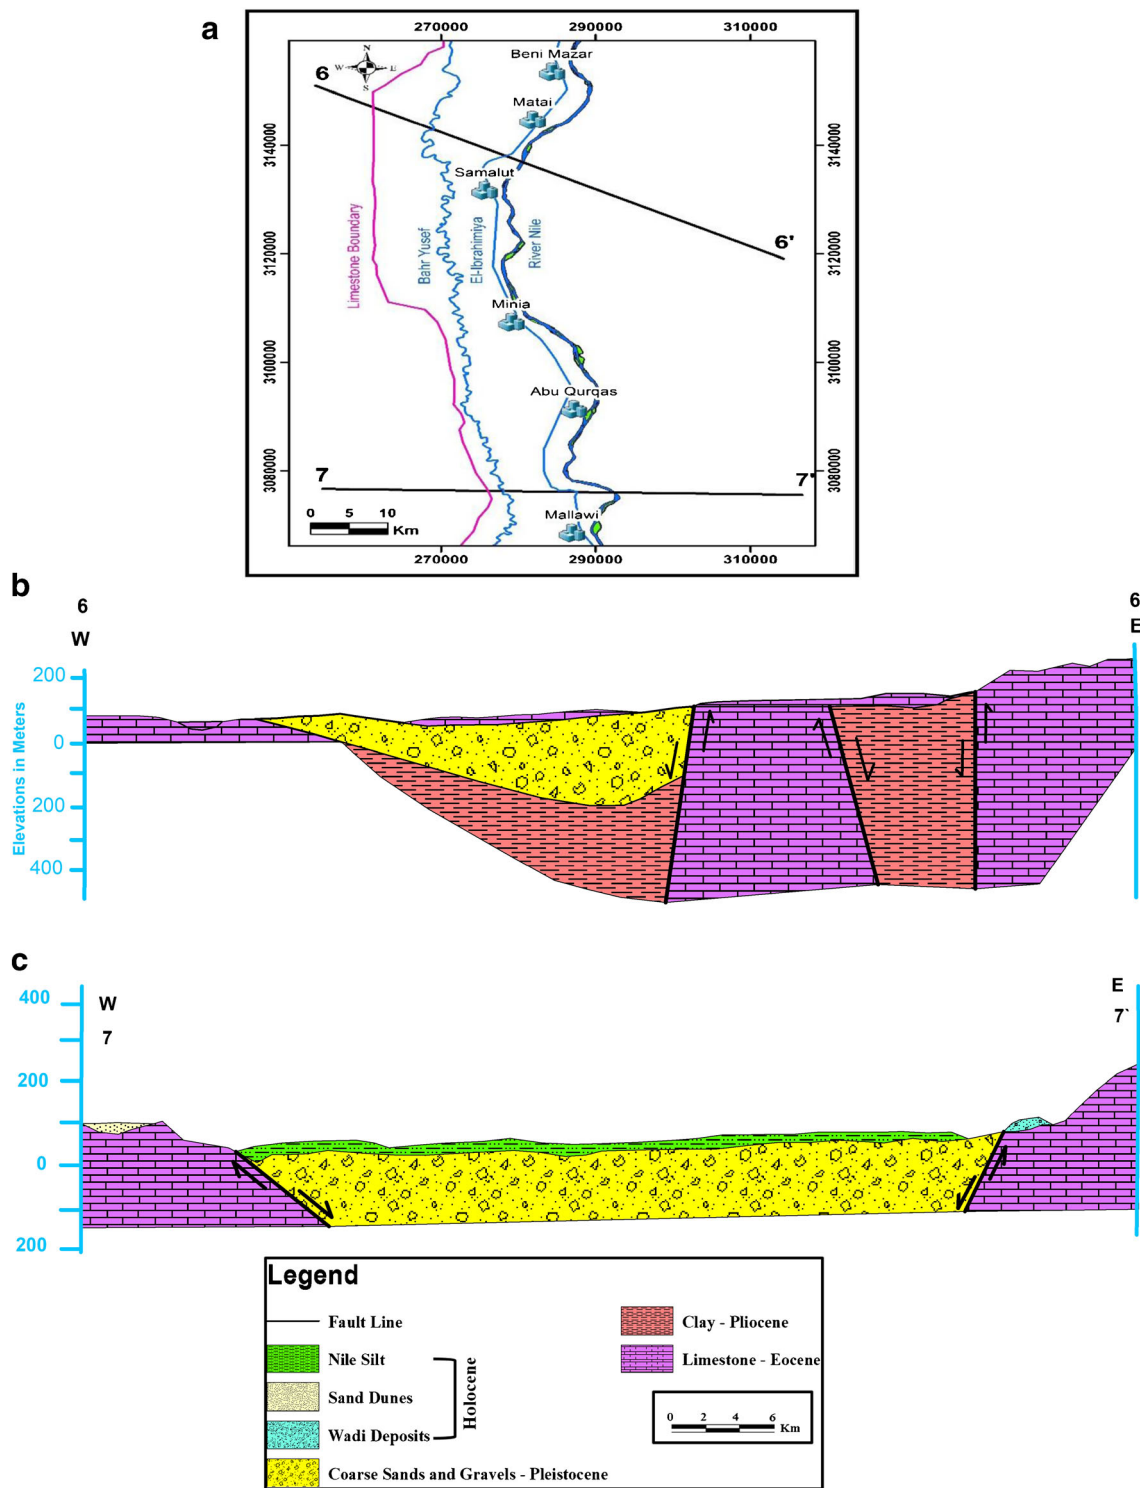 a
270000 290000 310000
N
W E
S
6
Beni Mazar
Matai
3140000 3140000
Samalut
6'
Limestone Boundary
Bahr Yusef
El-Ibrahimiya
River Nile
3120000 3120000
Minia
3100000 3100000
Abu Qurqas
3080000 3080000
7 7'
Mallawi
0 5 10
Km
270000 290000 310000
b
6 6
W E
Elevations in Meters
200
0
200
400
c
W E
7 7`
400
200
0
200
Legend
Fault Line
Nile Silt
Sand Dunes
Wadi Deposits
Holocene
Coarse Sands and Gravels - Pleistocene
Clay - Pliocene
Limestone - Eocene
0 2 4 6
Km